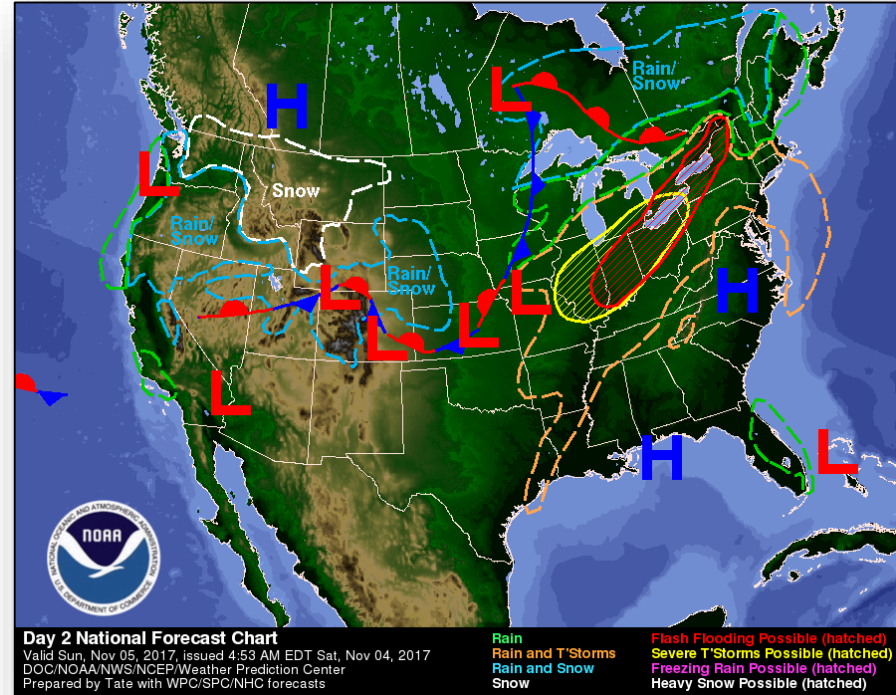 Rain/
Snow
H
L
L
Snow
Rain/
Snow
Rain/
Snow
L
L
L
H
L
L
H
L
NATIONAL OCEANIC AND ATMOSPHERIC ADMINISTRATION
NOAA
U.S. DEPARTMENT OF COMMERCE
Day 2 National Forecast Chart
Valid Sun, Nov 05, 2017, issued 4:53 AM EDT Sat, Nov 04, 2017
DOC/NOAA/NWS/NCEP/Weather Prediction Center
Prepared by Tate with WPC/SPC/NHC forecasts
Rain
Rain and T'Storms
Rain and Snow
Snow
Flash Flooding Possible (hatched)
Severe T'Storms Possible (hatched)
Freezing Rain Possible (hatched)
Heavy Snow Possible (hatched)